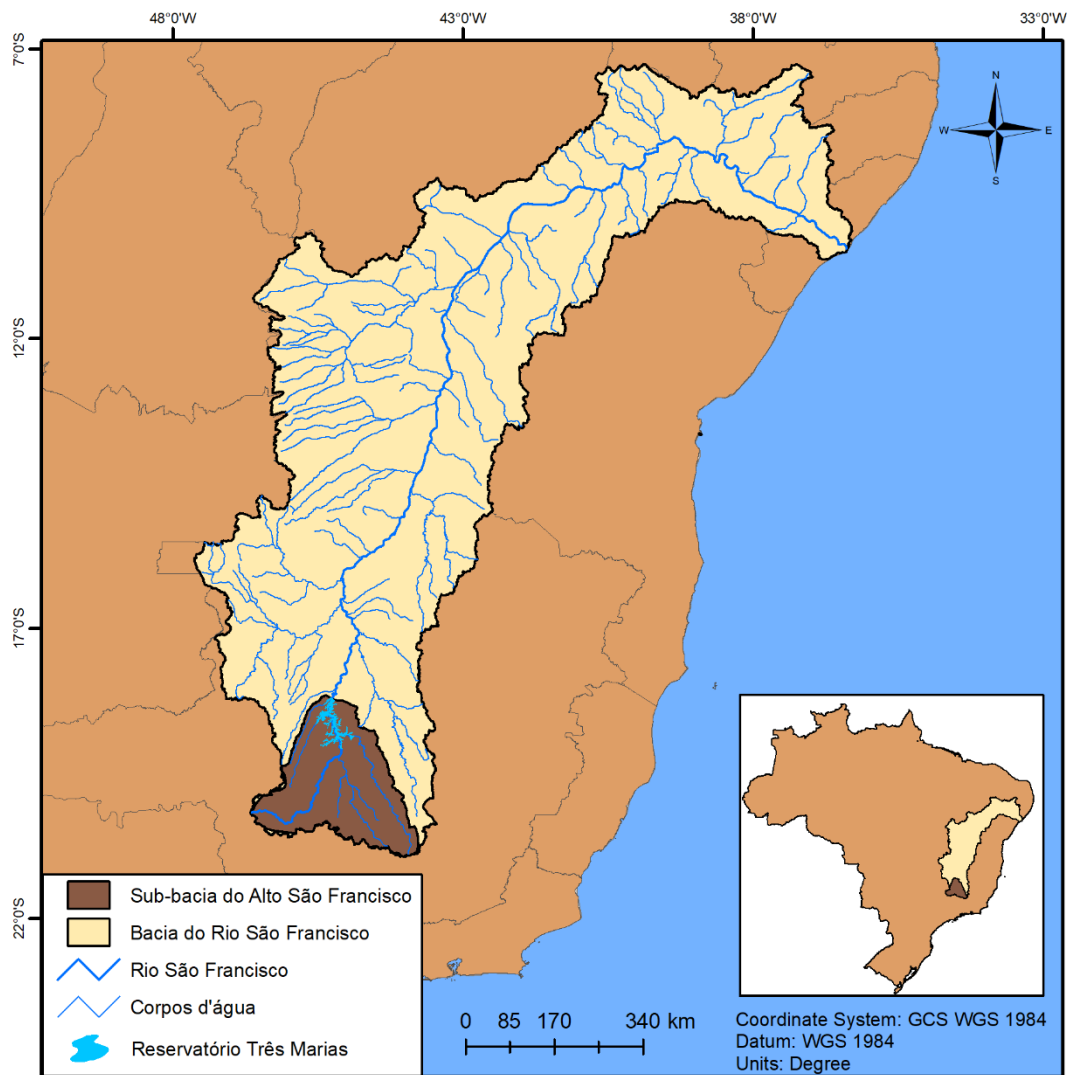 48°0'W 43°0'W 38°0'W 33°0'W
7°0'S
N
W E
S
12°0'S
17°0'S
22°0'S
Sub-bacia do Alto São Francisco
Bacia do Rio São Francisco
Rio São Francisco
Corpos d'água
Reservatório Três Marias
0 85 170 340 km
Coordinate System: GCS WGS 1984
Datum: WGS 1984
Units: Degree